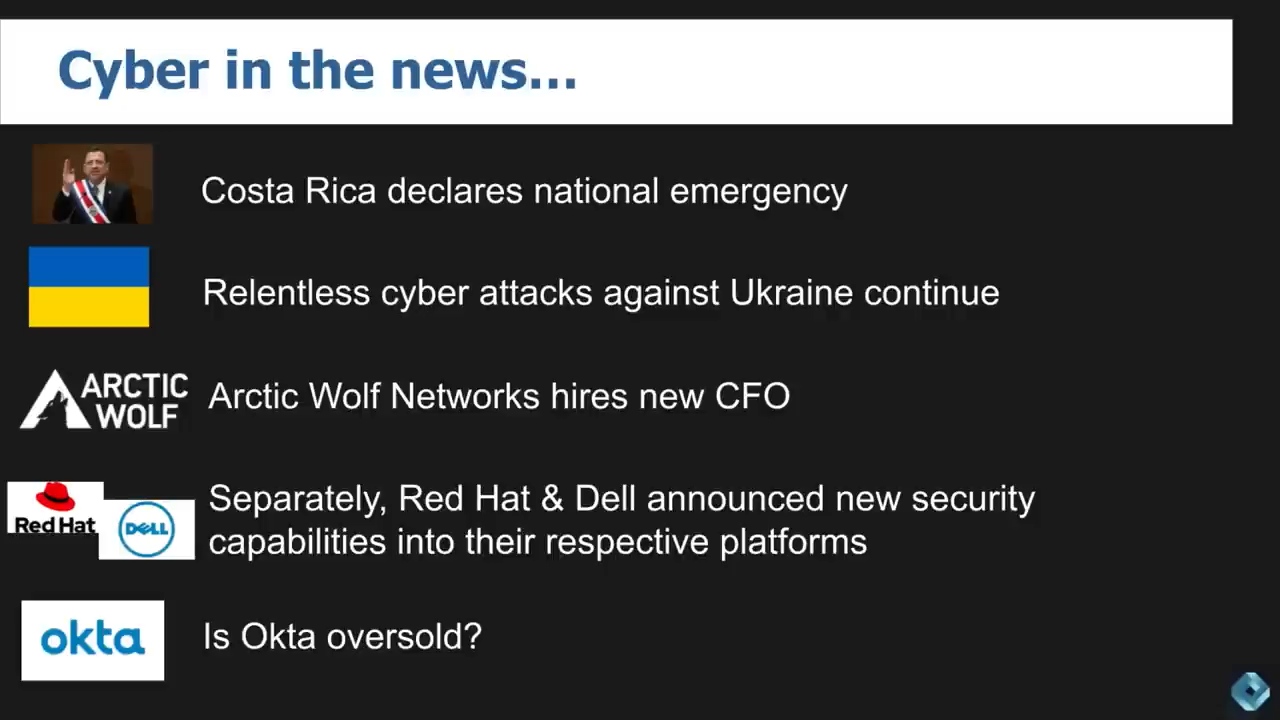 Cyber in the news...
Costa Rica declares national emergency
Relentless cyber attacks against Ukraine continue
ARCTIC
WOLF
Arctic Wolf Networks hires new CFO
Red Hat
DELL
Separately, Red Hat & Dell announced new security
capabilities into their respective platforms
okta
Is Okta oversold?